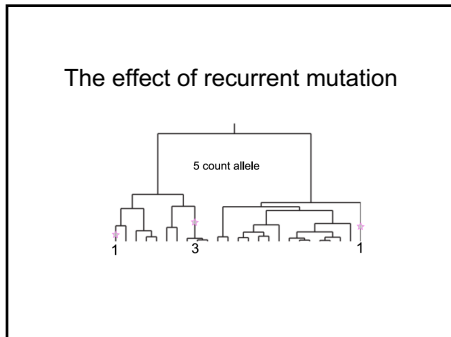 The effect of recurrent mutation
5 count allele
1 3 1